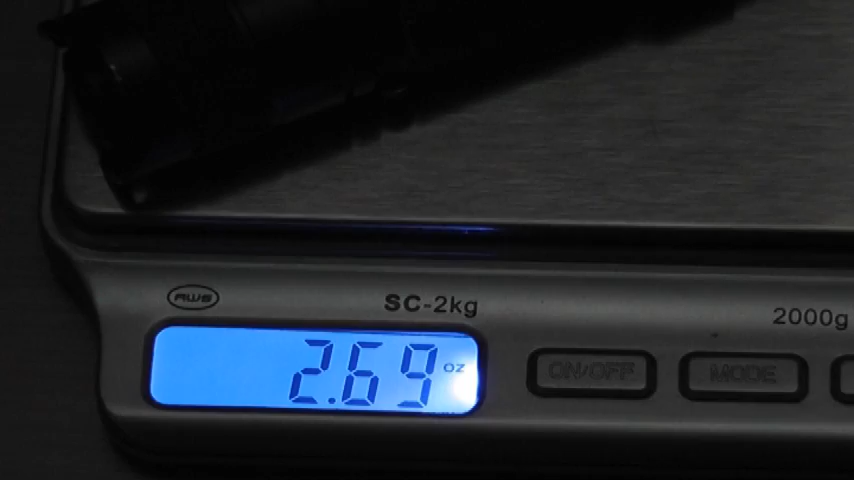 AWS
SC-2kg
2000g
2.69 oz
ON/OFF
MODE